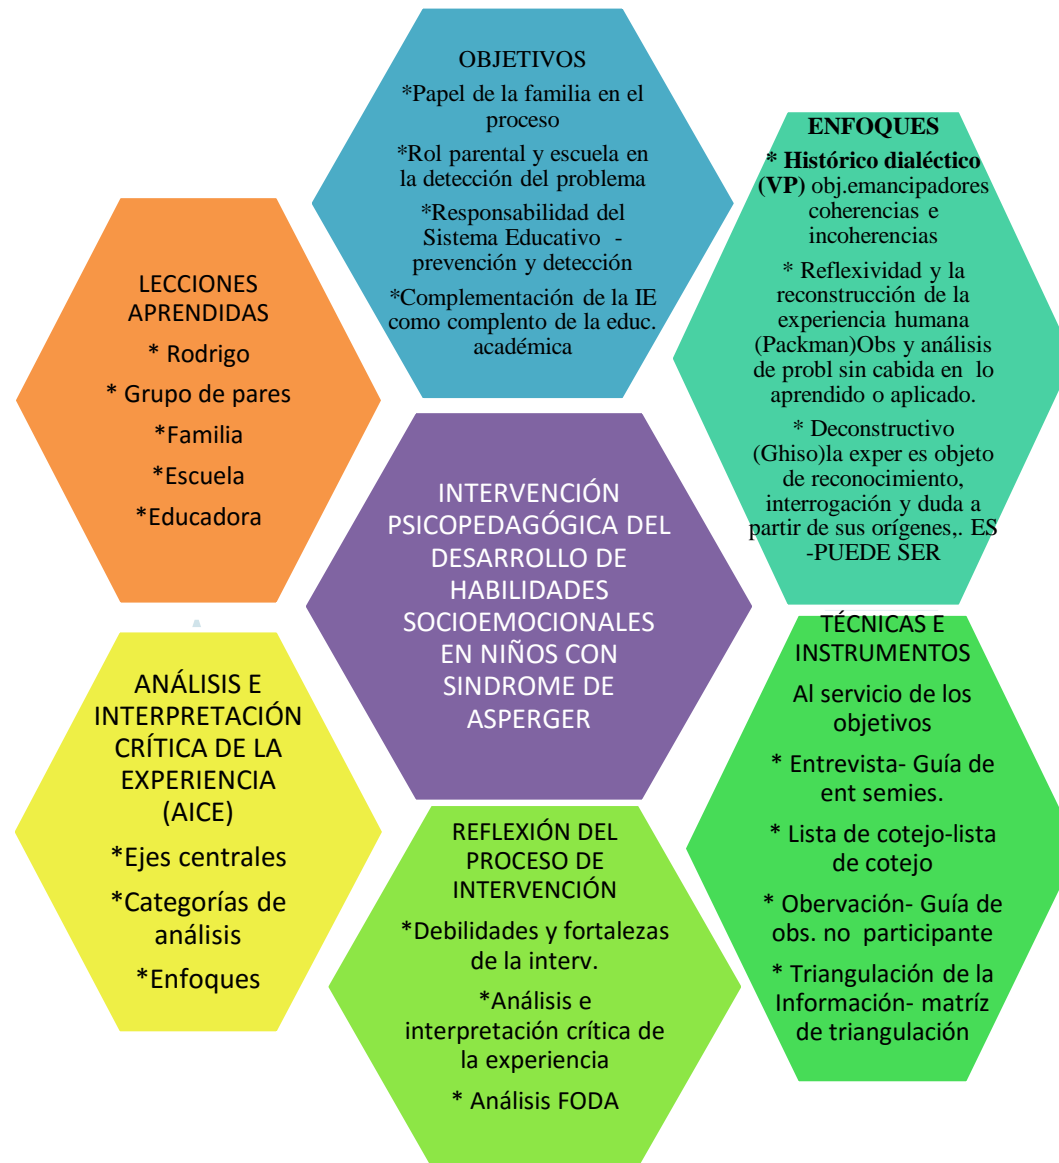 OBJETIVOS
*Papel de la familia en el
proceso
*Rol parental y escuela en
la detección del problema
*Responsabilidad del
Sistema Educativo -
prevención y detección
*Complementación de la IE
como complento de la educ.
académica
ENFOQUES
* Histórico dialéctico
(VP) obj.emancipadores
coherencias e
incoherencias
* Reflexividad y la
reconstrucción de la
experiencia humana
(Packman)Obs y análisis
de probl sin cabida en lo
aprendido o aplicado.
* Deconstructivo
(Ghiso)la exper es objeto
de reconocimiento,
interrogación y duda a
partir de sus orígenes,. ES
-PUEDE SER
LECCIONES
APRENDIDAS
* Rodrigo
* Grupo de pares
*Familia
*Escuela
*Educadora
INTERVENCIÓN
PSICOPEDAGÓGICA DEL
DESARROLLO DE
HABILIDADES
SOCIOEMOCIONALES
EN NIÑOS CON
SINDROME DE
ASPERGER
TÉCNICAS E
INSTRUMENTOS
Al servicio de los
objetivos
* Entrevista- Guía de
ent semies.
* Lista de cotejo-lista
de cotejo
* Obervación- Guía de
obs. no participante
* Triangulación de la
Información- matríz
de triangulación
ANÁLISIS E
INTERPRETACIÓN
CRÍTICA DE LA
EXPERIENCIA
(AICE)
*Ejes centrales
*Categorías de
análisis
*Enfoques
REFLEXIÓN DEL
PROCESO DE
INTERVENCIÓN
*Debilidades y fortalezas
de la interv.
*Análisis e
interpretación crítica de
la experiencia
* Análisis FODA